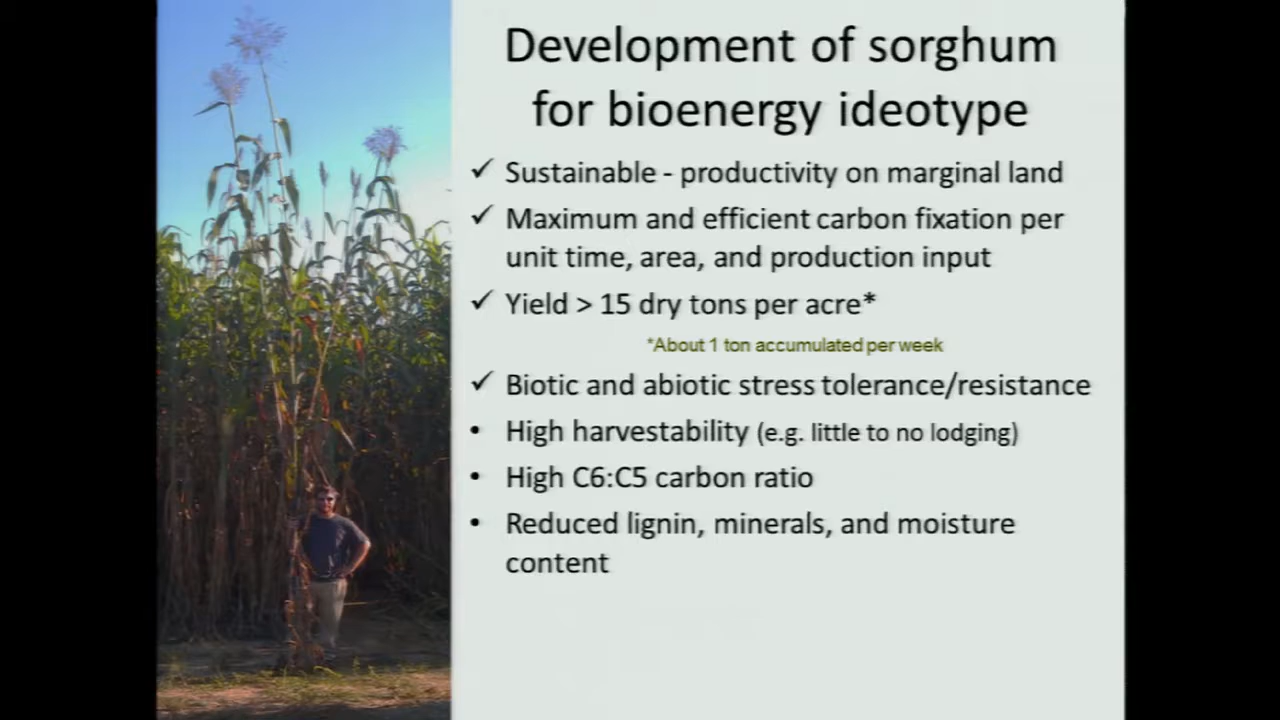 Development of sorghum
for bioenergy ideotype
✓ Sustainable - productivity on marginal land
✓ Maximum and efficient carbon fixation per
unit time, area, and production input
✓ Yield > 15 dry tons per acre*
*About 1 ton accumulated per week
✓ Biotic and abiotic stress tolerance/resistance
• High harvestability (e.g. little to no lodging)
• High C6:C5 carbon ratio
• Reduced lignin, minerals, and moisture
content